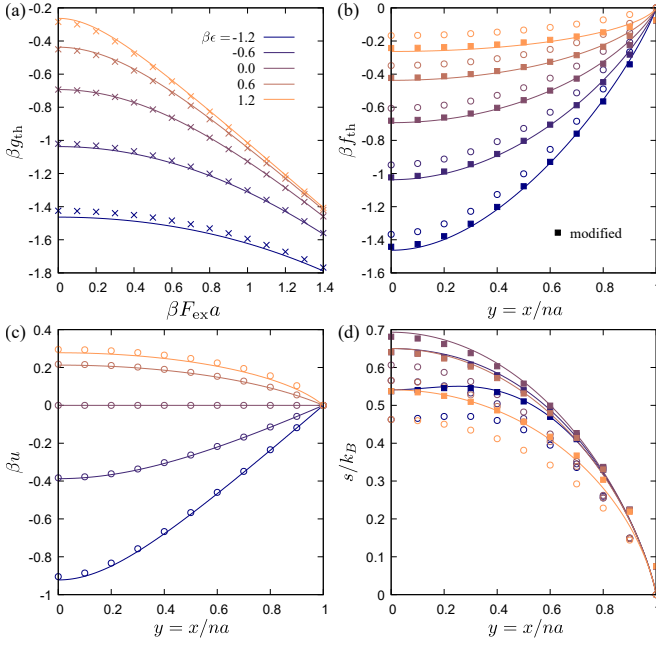 (a)
-0.2
-0.4
-0.6
-0.8
-1
-1.2
-1.4
-1.6
-1.8
βg_th
βϵ = -1.2
-0.6
0.0
0.6
1.2
0 0.2 0.4 0.6 0.8 1 1.2 1.4
βF_ex a
(b)
0
-0.2
-0.4
-0.6
-0.8
-1
-1.2
-1.4
-1.6
βf_th
modified
0 0.2 0.4 0.6 0.8 1
y = x/na
(c)
0.4
0.2
0
-0.2
-0.4
-0.6
-0.8
-1
βu
0 0.2 0.4 0.6 0.8 1
y = x/na
(d)
0.7
0.6
0.5
0.4
0.3
0.2
0.1
0
s/k_B
0 0.2 0.4 0.6 0.8 1
y = x/na